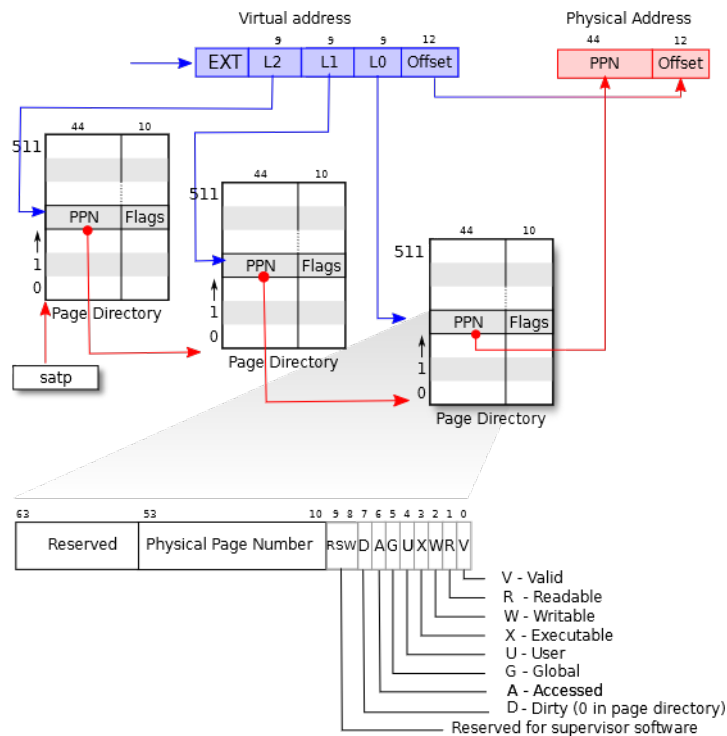 Virtual address
Physical Address
9 9 9 12
44 12
EXT L2 L1 L0 Offset
PPN Offset
44 10
511
PPN Flags
1
0
Page Directory
satp
44 10
511
PPN Flags
1
0
Page Directory
44 10
511
PPN Flags
1
0
Page Directory
63 53 10 9 8 7 6 5 4 3 2 1 0
Reserved Physical Page Number RSW D A G U X W R V
V - Valid
R - Readable
W - Writable
X - Executable
U - User
G - Global
A - Accessed
D - Dirty (0 in page directory)
Reserved for supervisor software